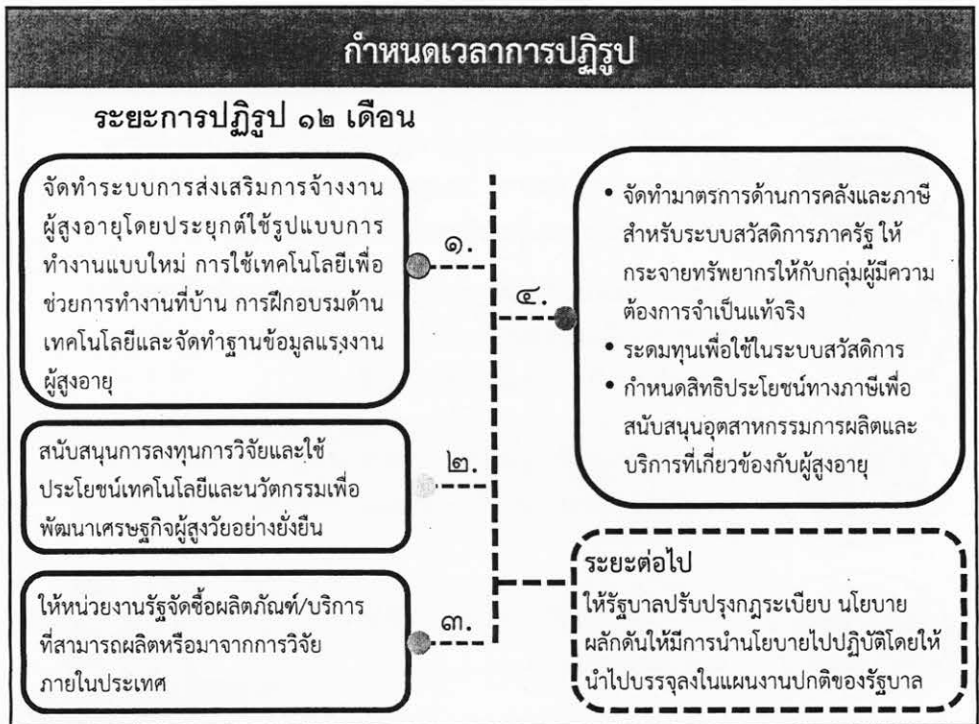 กำหนดเวลาการปฏิรูป
ระยะการปฏิรูป ๑๒ เดือน
๑.
จัดทำระบบการส่งเสริมการจ้างงาน
ผู้สูงอายุโดยประยุกต์ใช้รูปแบบการ
ทำงานแบบใหม่ การใช้เทคโนโลยีเพื่อ
ช่วยการทำงานที่บ้าน การฝึกอบรมด้าน
เทคโนโลยีและจัดทำฐานข้อมูลแรงงาน
ผู้สูงอายุ
๒.
สนับสนุนการลงทุนการวิจัยและใช้
ประโยชน์เทคโนโลยีและนวัตกรรมเพื่อ
พัฒนาเศรษฐกิจผู้สูงวัยอย่างยั่งยืน
๓.
ให้หน่วยงานรัฐจัดซื้อผลิตภัณฑ์/บริการ
ที่สามารถผลิตหรือมาจากการวิจัย
ภายในประเทศ
๔.
• จัดทำมาตรการด้านการคลังและภาษี
สำหรับระบบสวัสดิการภาครัฐ ให้
กระจายทรัพยากรให้กับกลุ่มผู้มีความ
ต้องการจำเป็นแท้จริง
• ระดมทุนเพื่อใช้ในระบบสวัสดิการ
• กำหนดสิทธิประโยชน์ทางภาษีเพื่อ
สนับสนุนอุตสาหกรรมการผลิตและ
บริการที่เกี่ยวข้องกับผู้สูงอายุ
ระยะต่อไป
ให้รัฐบาลปรับปรุงกฎระเบียบ นโยบาย
ผลักดันให้มีการนำนโยบายไปปฏิบัติโดยให้
นำไปบรรจุลงในแผนงานปกติของรัฐบาล